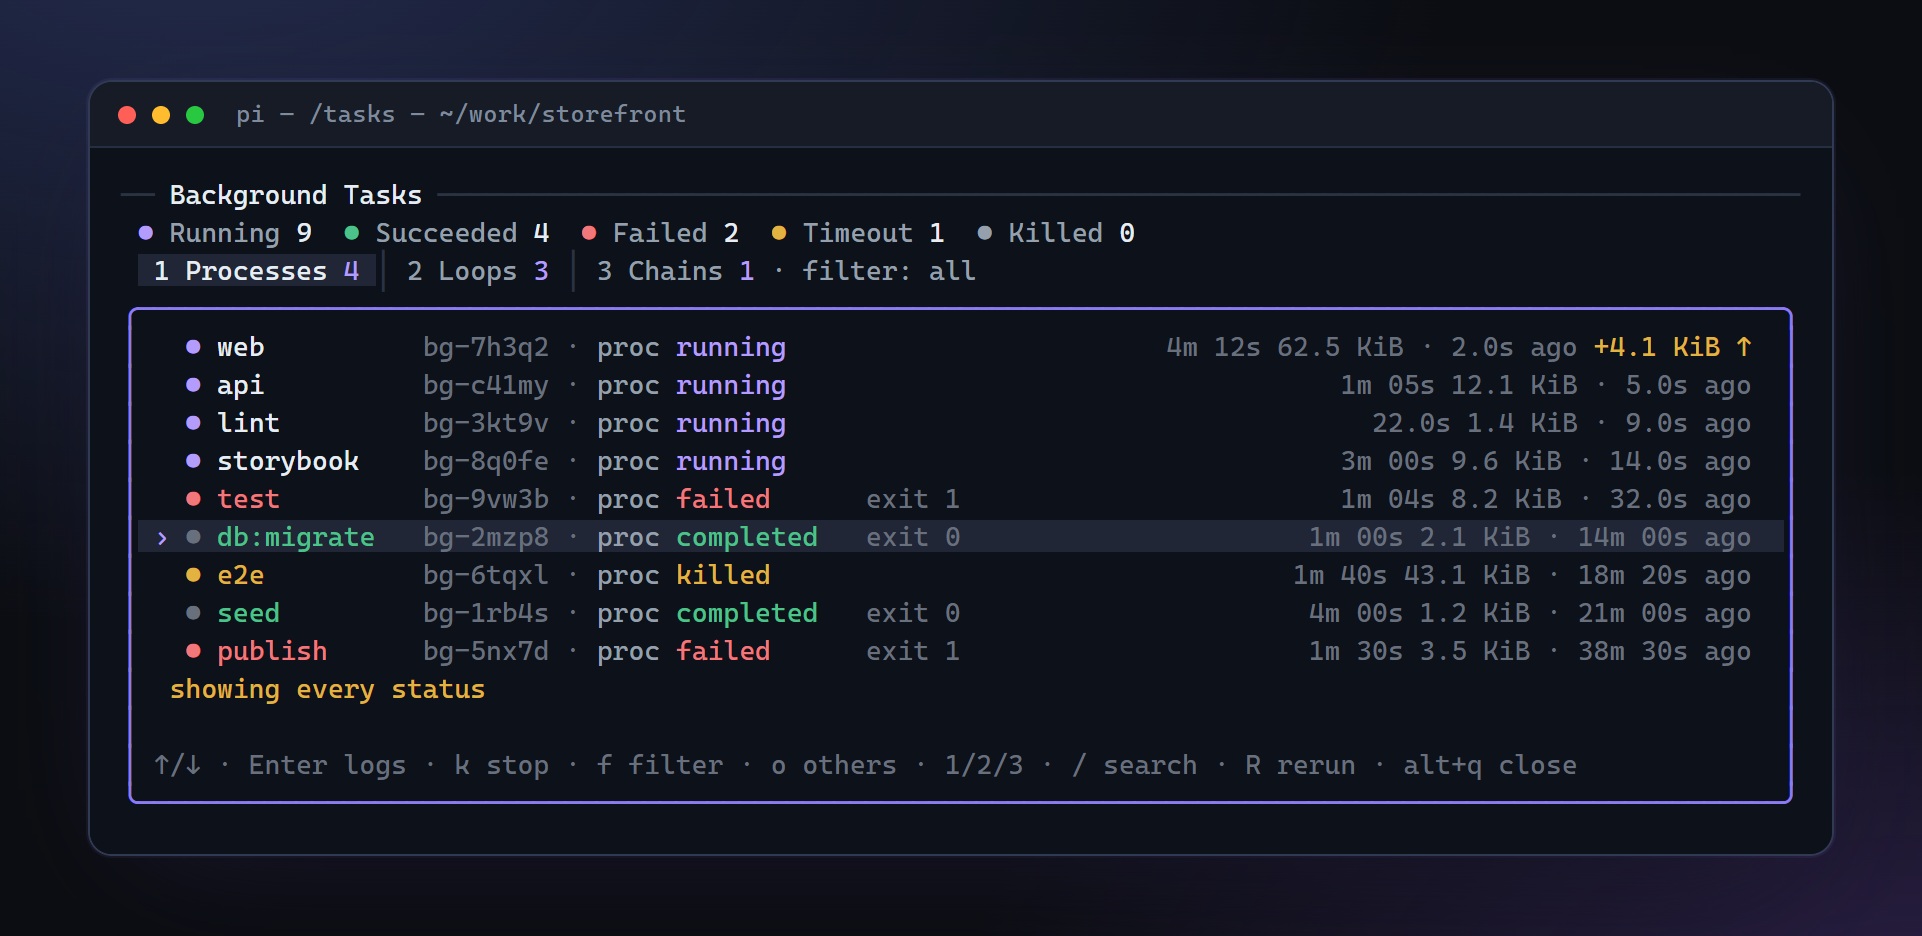 pi — /tasks — ~/work/storefront
Background Tasks
● Running 9 ● Succeeded 4 ● Failed 2 ● Timeout 1 ● Killed 0
1 Processes 4 │ 2 Loops 3 │ 3 Chains 1 · filter: all
● web bg-7h3q2 · proc running 4m 12s 62.5 KiB · 2.0s ago +4.1 KiB ↑
● api bg-c41my · proc running 1m 05s 12.1 KiB · 5.0s ago
● lint bg-3kt9v · proc running 22.0s 1.4 KiB · 9.0s ago
● storybook bg-8q0fe · proc running 3m 00s 9.6 KiB · 14.0s ago
● test bg-9vw3b · proc failed exit 1 1m 04s 8.2 KiB · 32.0s ago
› ● db:migrate bg-2mzp8 · proc completed exit 0 1m 00s 2.1 KiB · 14m 00s ago
● e2e bg-6tqxl · proc killed 1m 40s 43.1 KiB · 18m 20s ago
● seed bg-1rb4s · proc completed exit 0 4m 00s 1.2 KiB · 21m 00s ago
● publish bg-5nx7d · proc failed exit 1 1m 30s 3.5 KiB · 38m 30s ago
showing every status
↑/↓ · Enter logs · k stop · f filter · o others · 1/2/3 · / search · R rerun · alt+q close